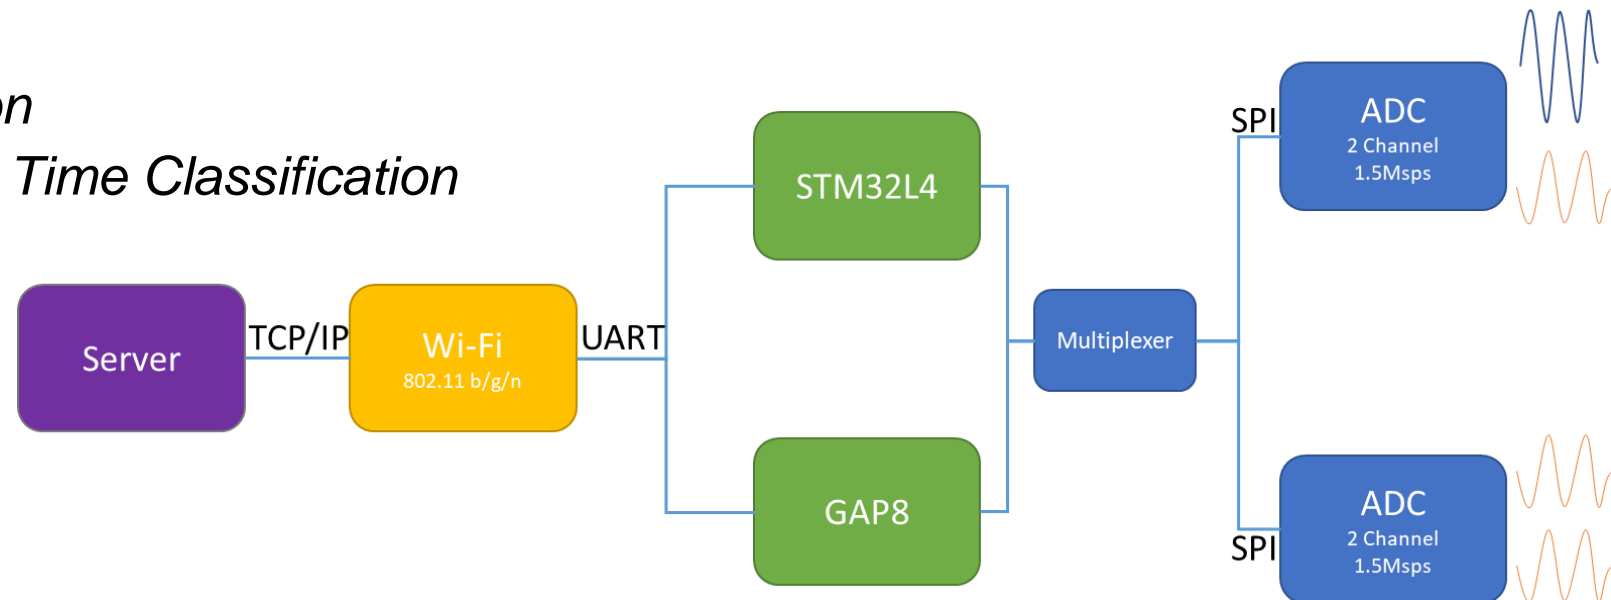 on
Time Classification
Server
TCP/IP
Wi-Fi
802.11 b/g/n
UART
STM32L4
GAP8
Multiplexer
SPI
ADC
2 Channel
1.5Msps
SPI
ADC
2 Channel
1.5Msps